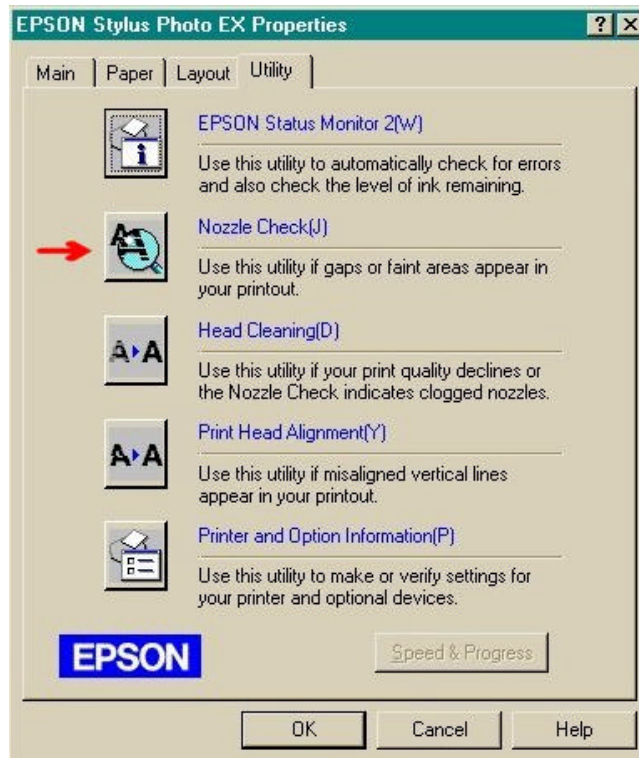 EPSON Stylus Photo EX Properties
Main Paper Layout Utility
EPSON Status Monitor 2(W)
Use this utility to automatically check for errors
and also check the level of ink remaining.
Nozzle Check(J)
Use this utility if gaps or faint areas appear in
your printout.
Head Cleaning(D)
Use this utility if your print quality declines or
the Nozzle Check indicates clogged nozzles.
Print Head Alignment(Y)
Use this utility if misaligned vertical lines
appear in your printout.
Printer and Option Information(P)
Use this utility to make or verify settings for
your printer and optional devices.
EPSON
Speed & Progress
OK Cancel Help